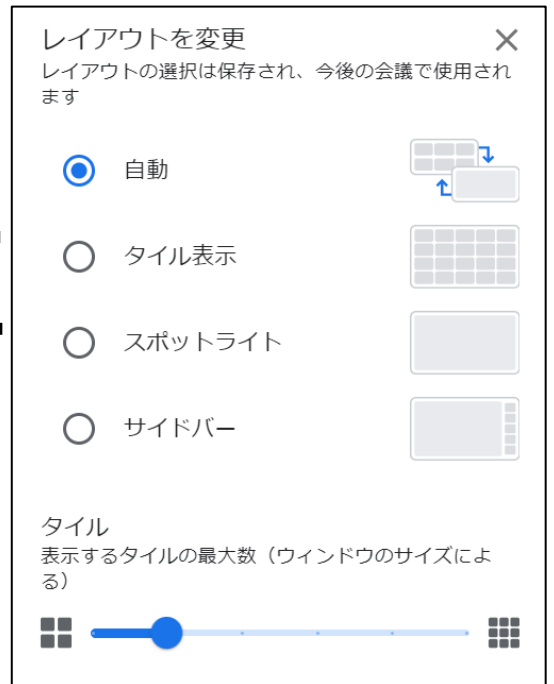 レイアウトを変更
レイアウトの選択は保存され、今後の会議で使用され
ます
自動
タイル表示
スポットライト
サイドバー
タイル
表示するタイルの最大数（ウィンドウのサイズによ
る）